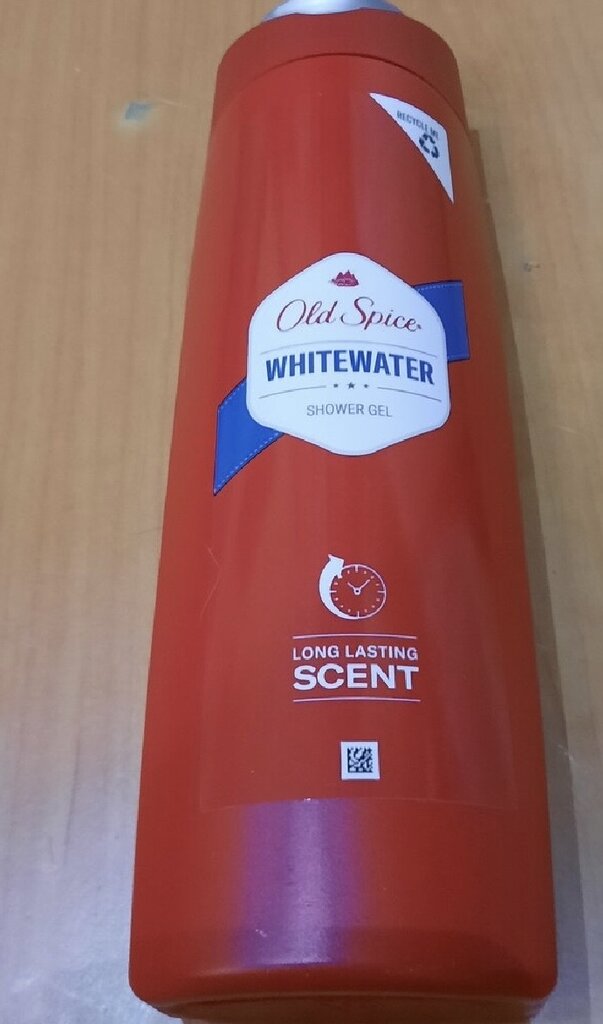 RECYCLE ME
Old Spice
WHITEWATER
SHOWER GEL
LONG LASTING
SCENT